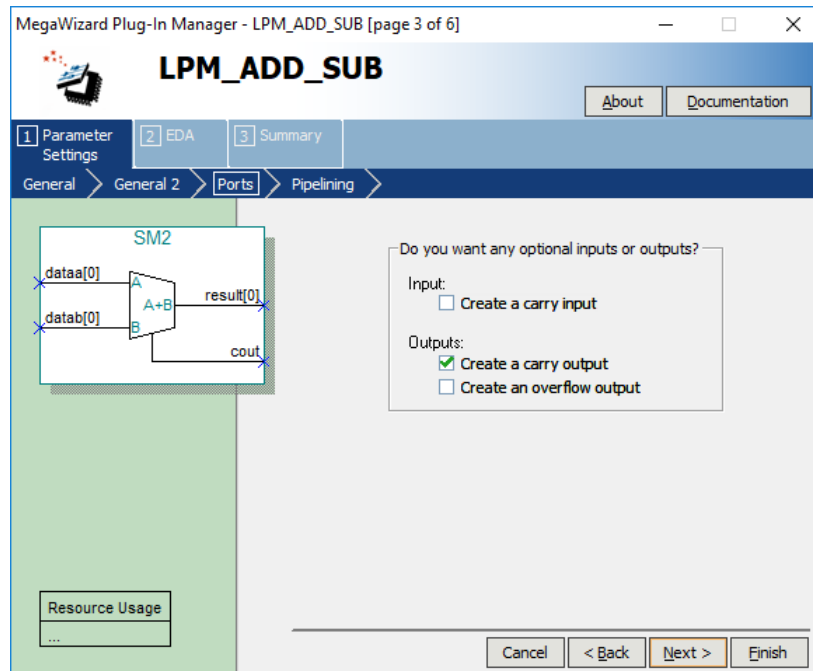 MegaWizard Plug-In Manager - LPM_ADD_SUB [page 3 of 6]
LPM_ADD_SUB
About
Documentation
1 Parameter Settings
2 EDA
3 Summary
General
General 2
Ports
Pipelining
SM2
dataa[0]
A
A+B
result[0]
datab[0]
B
cout
Do you want any optional inputs or outputs?
Input:
Create a carry input
Outputs:
Create a carry output
Create an overflow output
Resource Usage
...
Cancel
< Back
Next >
Finish